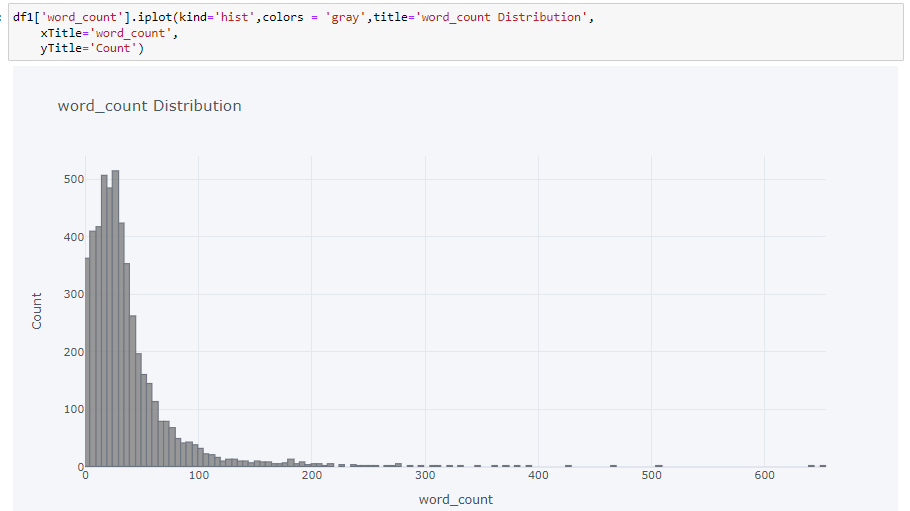 df1['word_count'].iplot(kind='hist',colors = 'gray',title='word_count Distribution',
xTitle='word_count',
yTitle='Count')
word_count Distribution
500
400
300
200
100
0
Count
0 100 200 300 400 500 600
word_count